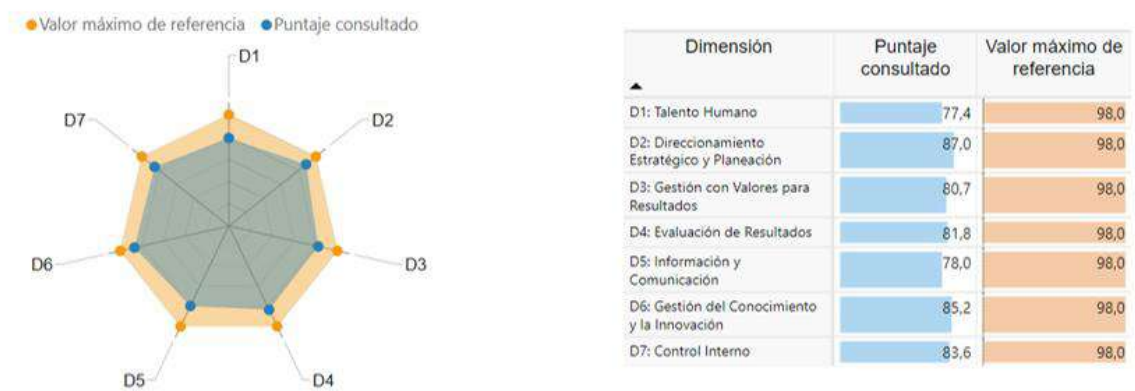 Valor máximo de referencia Puntaje consultado
D1
D2
D3
D4
D5
D6
D7
Dimensión
Puntaje
consultado
Valor máximo de
referencia
D1: Talento Humano 77,4 98,0
D2: Direccionamiento
Estratégico y Planeación 87,0 98,0
D3: Gestión con Valores para
Resultados 80,7 98,0
D4: Evaluación de Resultados 81,8 98,0
D5: Información y
Comunicación 78,0 98,0
D6: Gestión del Conocimiento
y la Innovación 85,2 98,0
D7: Control Interno 83,6 98,0